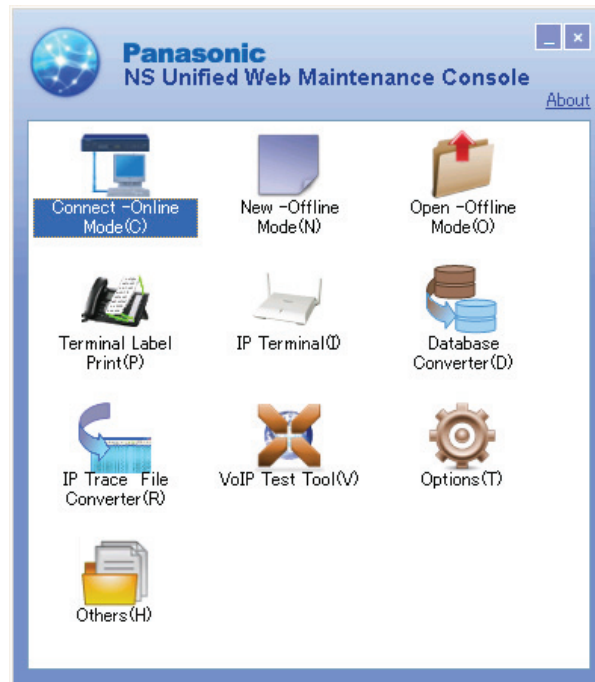 Panasonic
NS Unified Web Maintenance Console
About
Connect -Online
Mode(C)
New -Offline
Mode(N)
Open -Offline
Mode(O)
Terminal Label
Print(P)
IP Terminal(I)
Database
Converter(D)
IP Trace File
Converter(R)
VoIP Test Tool(V)
Options(T)
Others(H)